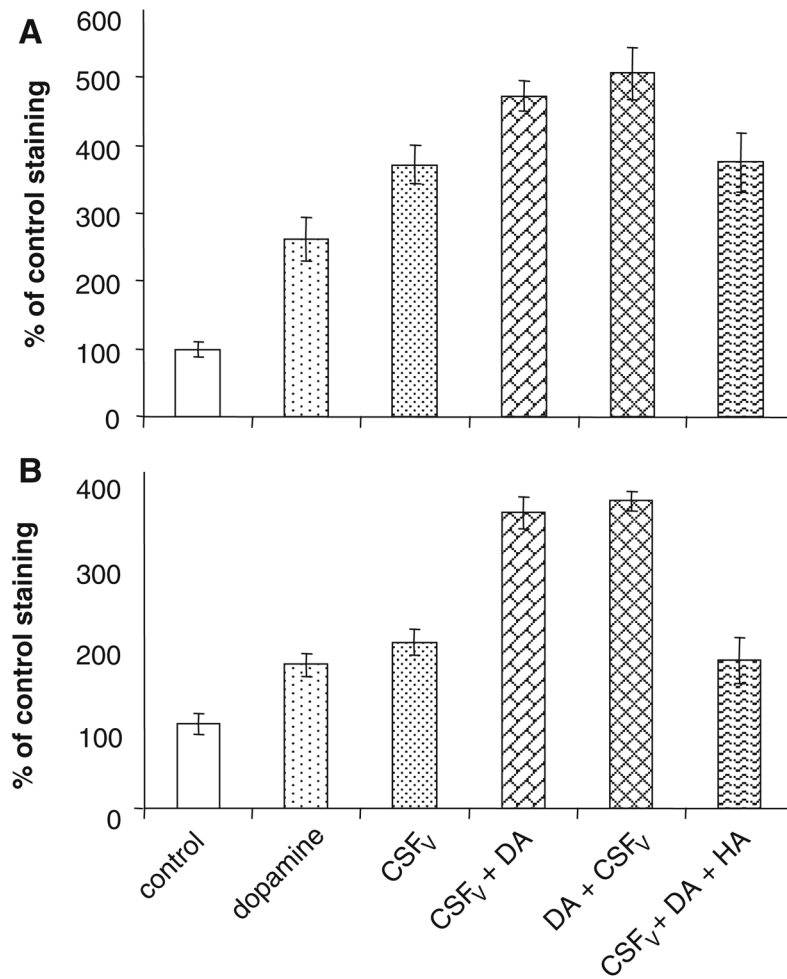 A
% of control staining
600
500
400
300
200
100
0
B
% of control staining
400
300
200
100
0
control
dopamine
CSFV
CSFV + DA
DA + CSFV
CSFV + DA + HA